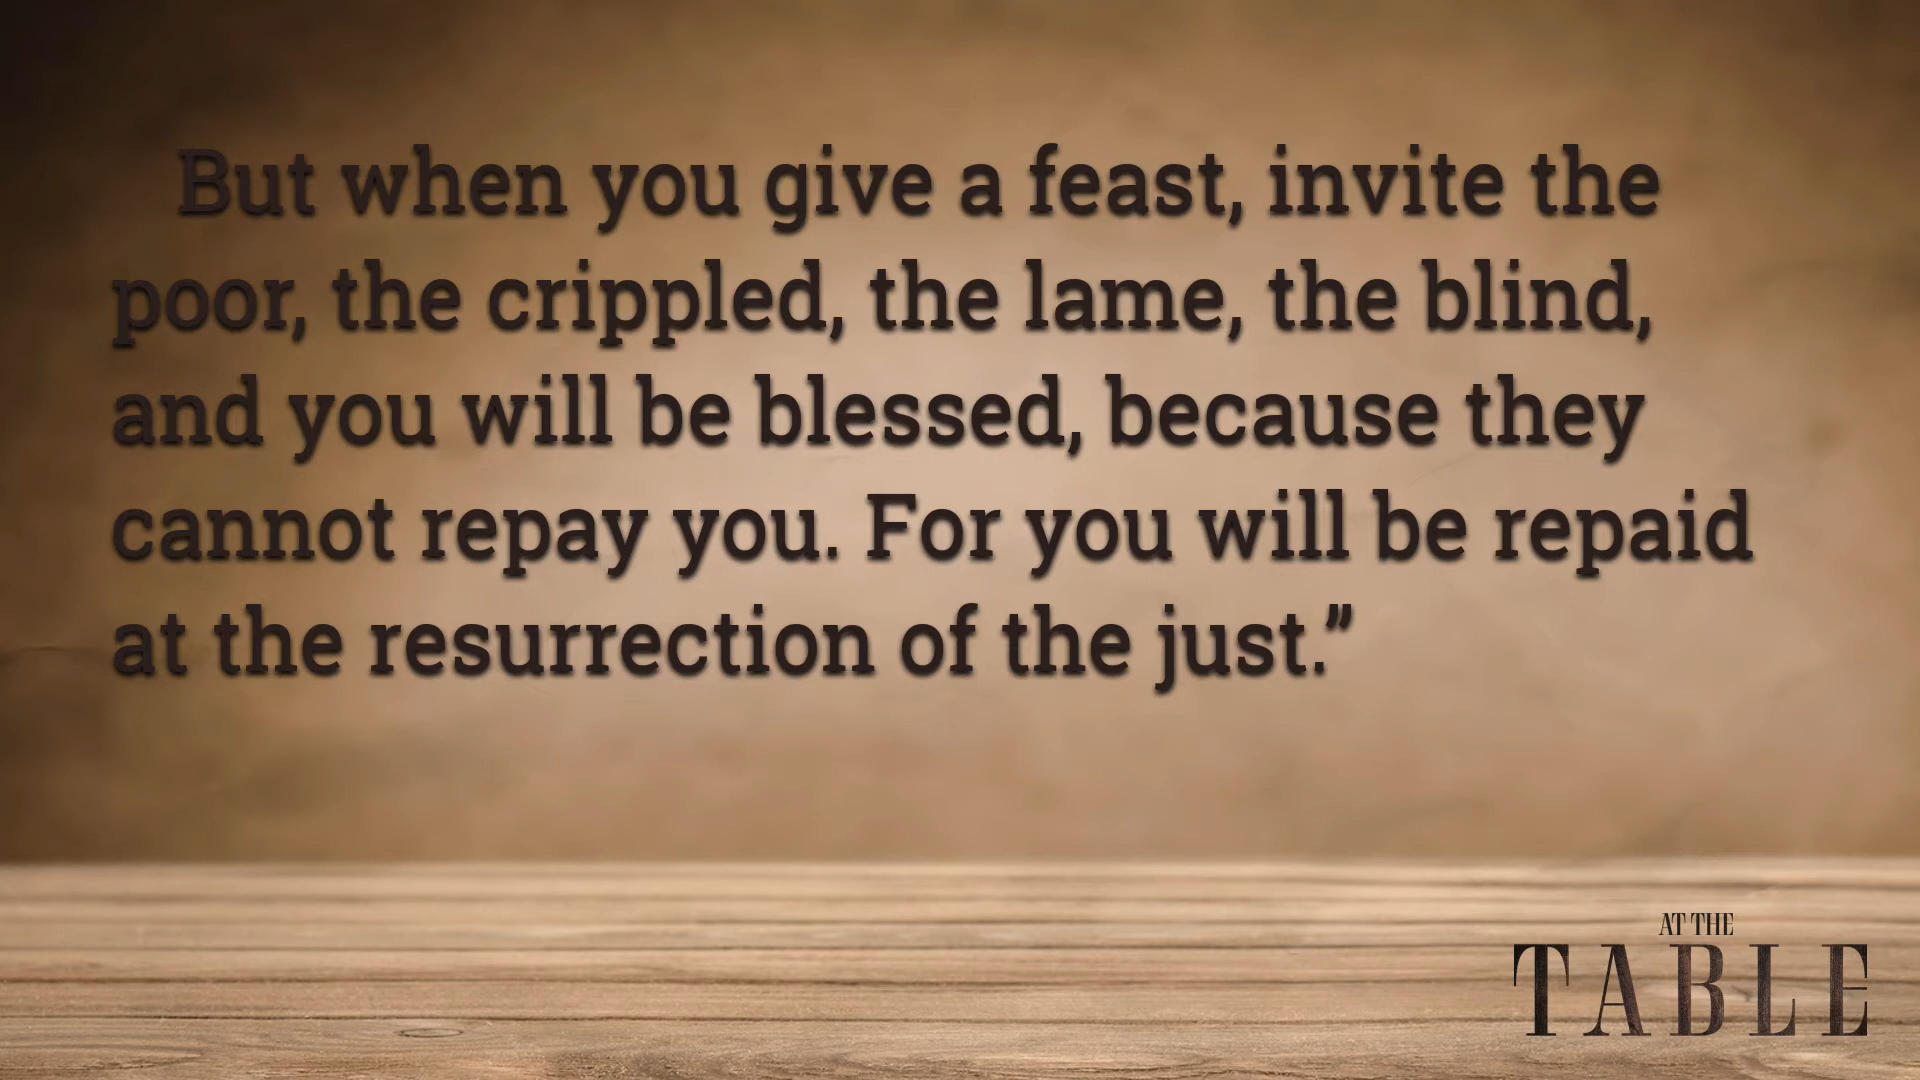 But when you give a feast, invite the
poor, the crippled, the lame, the blind,
and you will be blessed, because they
cannot repay you. For you will be repaid
at the resurrection of the just.”
AT THE
TABLE